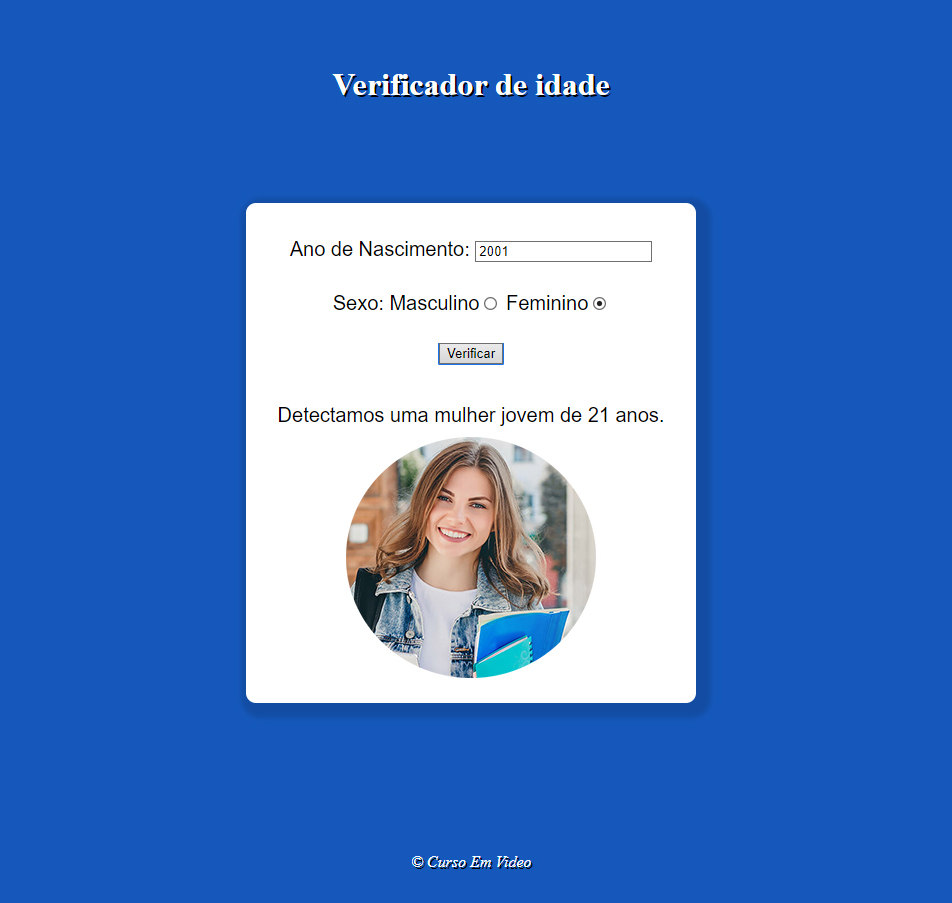 Verificador de idade
Ano de Nascimento: 2001
Sexo: Masculino Feminino
Verificar
Detectamos uma mulher jovem de 21 anos.
© Curso Em Video